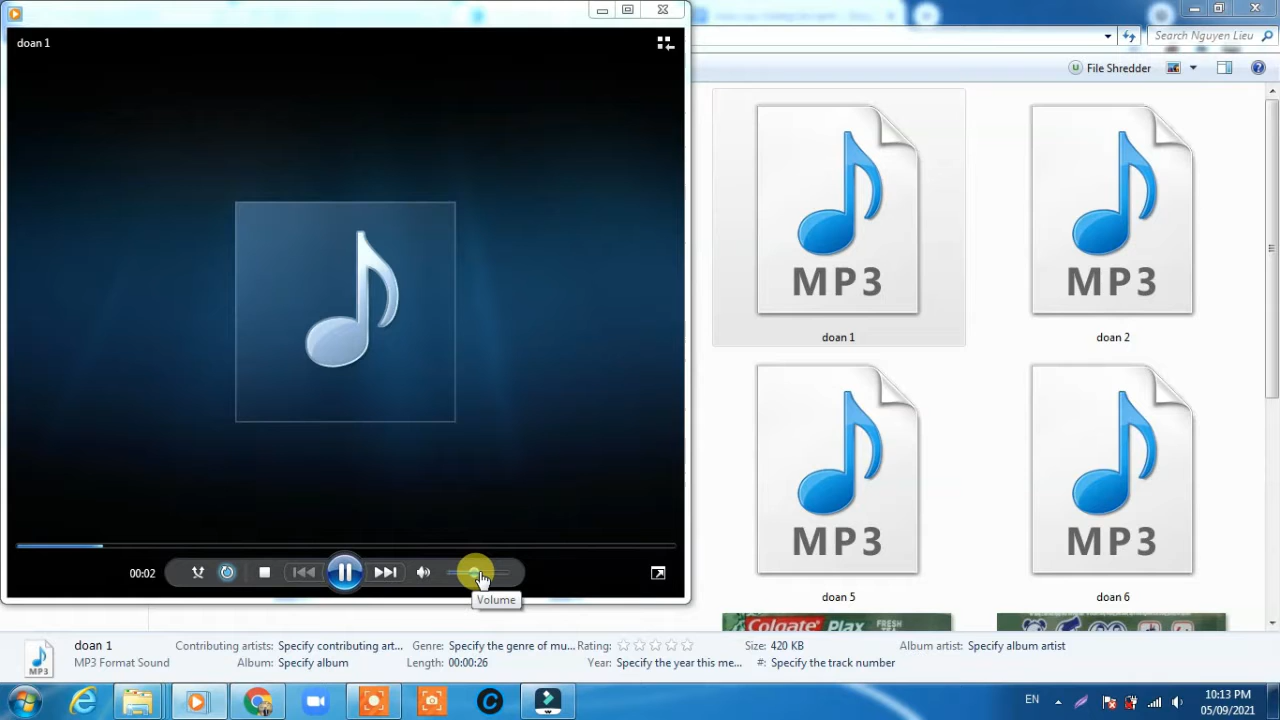 doan 1
Search Nguyen Lieu
File Shredder
MP3
doan 1
MP3
doan 2
MP3
doan 5
MP3
doan 6
00:02
Volume
Colgate Plax FRESH
doan 1
MP3 Format Sound
Contributing artists: Specify contributing art...
Album: Specify album
Genre: Specify the genre of mu...
Length: 00:00:26
Rating:
Year: Specify the year this me...
Size: 420 KB
#: Specify the track number
Album artist: Specify album artist
MP3
EN
10:13 PM
05/09/2021